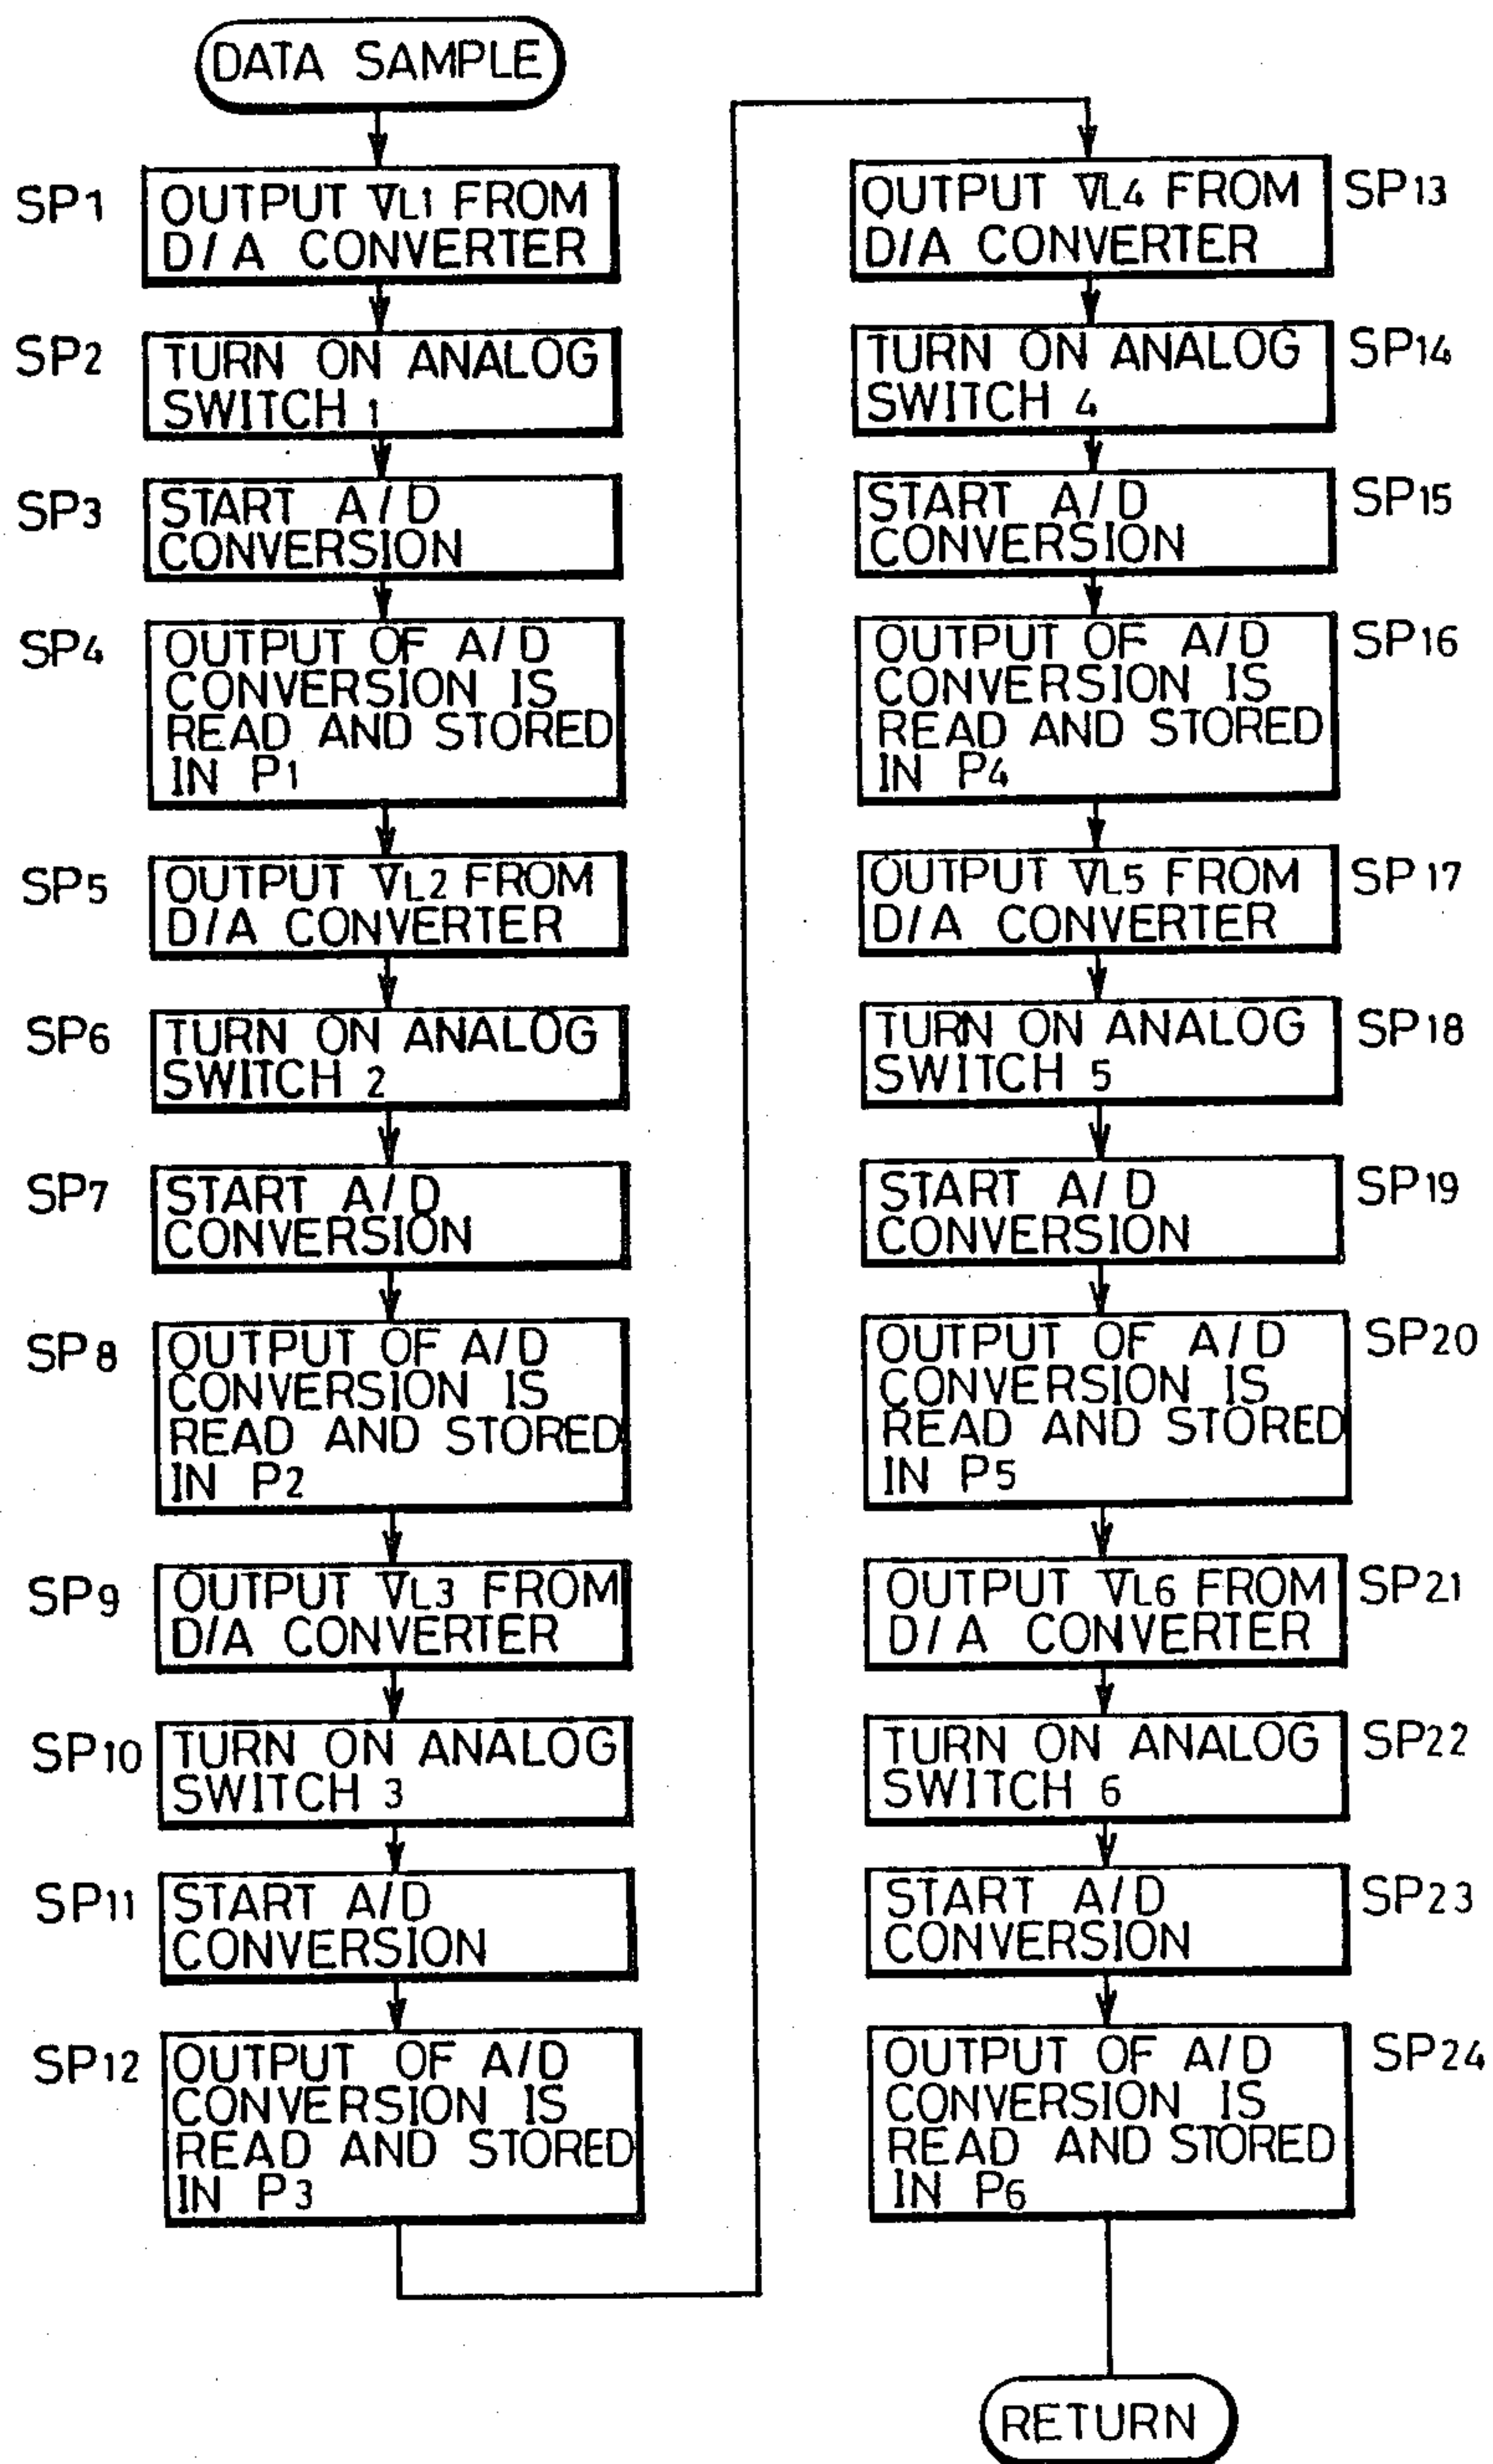 DATA SAMPLE
SP1
OUTPUT VL1 FROM
D/A CONVERTER
SP2
TURN ON ANALOG
SWITCH 1
SP3
START A/D
CONVERSION
SP4
OUTPUT OF A/D
CONVERSION IS
READ AND STORED
IN P1
SP5
OUTPUT VL2 FROM
D/A CONVERTER
SP6
TURN ON ANALOG
SWITCH 2
SP7
START A/D
CONVERSION
SP8
OUTPUT OF A/D
CONVERSION IS
READ AND STORED
IN P2
SP9
OUTPUT VL3 FROM
D/A CONVERTER
SP10
TURN ON ANALOG
SWITCH 3
SP11
START A/D
CONVERSION
SP12
OUTPUT OF A/D
CONVERSION IS
READ AND STORED
IN P3
SP13
OUTPUT VL4 FROM
D/A CONVERTER
SP14
TURN ON ANALOG
SWITCH 4
SP15
START A/D
CONVERSION
SP16
OUTPUT OF A/D
CONVERSION IS
READ AND STORED
IN P4
SP17
OUTPUT VL5 FROM
D/A CONVERTER
SP18
TURN ON ANALOG
SWITCH 5
SP19
START A/D
CONVERSION
SP20
OUTPUT OF A/D
CONVERSION IS
READ AND STORED
IN P5
SP21
OUTPUT VL6 FROM
D/A CONVERTER
SP22
TURN ON ANALOG
SWITCH 6
SP23
START A/D
CONVERSION
SP24
OUTPUT OF A/D
CONVERSION IS
READ AND STORED
IN P6
RETURN